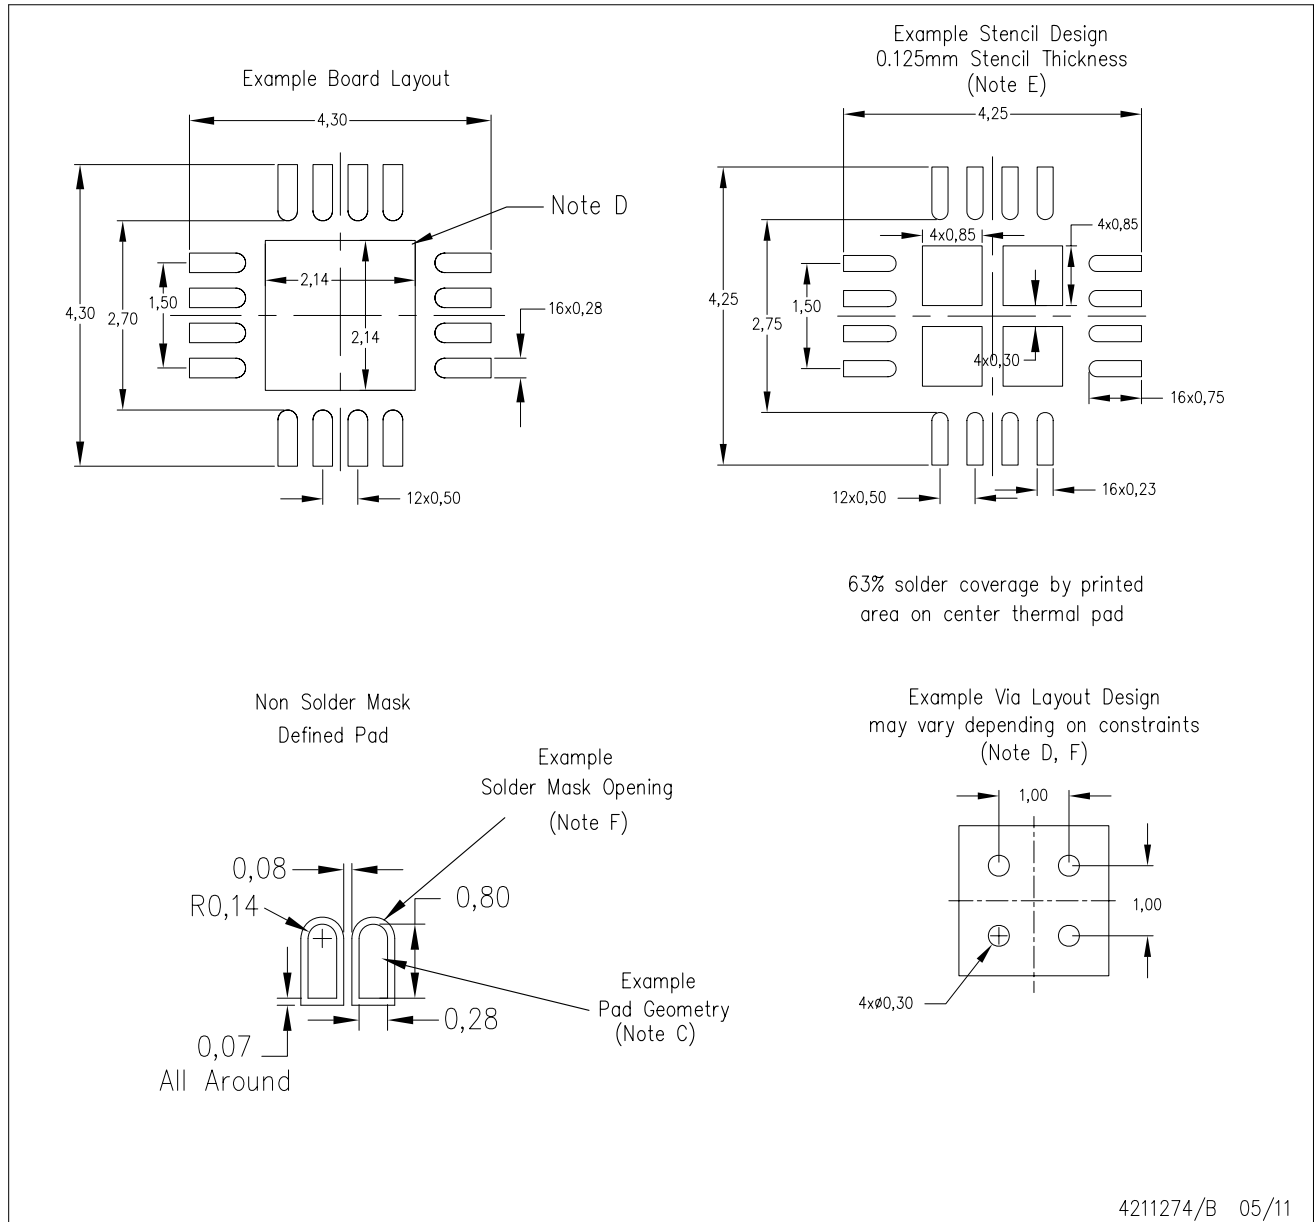 Example Board Layout
4,30
Note D
2,14
1,50
4,30
2,70
16x0,28
2,14
12x0,50
Example Stencil Design
0.125mm Stencil Thickness
(Note E)
4,25
4x0,85
4x0,85
1,50
4,25
2,75
4x0,30
16x0,75
12x0,50
16x0,23
63% solder coverage by printed
area on center thermal pad
Non Solder Mask
Defined Pad
Example
Solder Mask Opening
(Note F)
0,08
R0,14
0,80
Example
Pad Geometry
(Note C)
0,28
0,07
All Around
Example Via Layout Design
may vary depending on constraints
(Note D, F)
1,00
1,00
4xø0,30
4211274/B 05/11